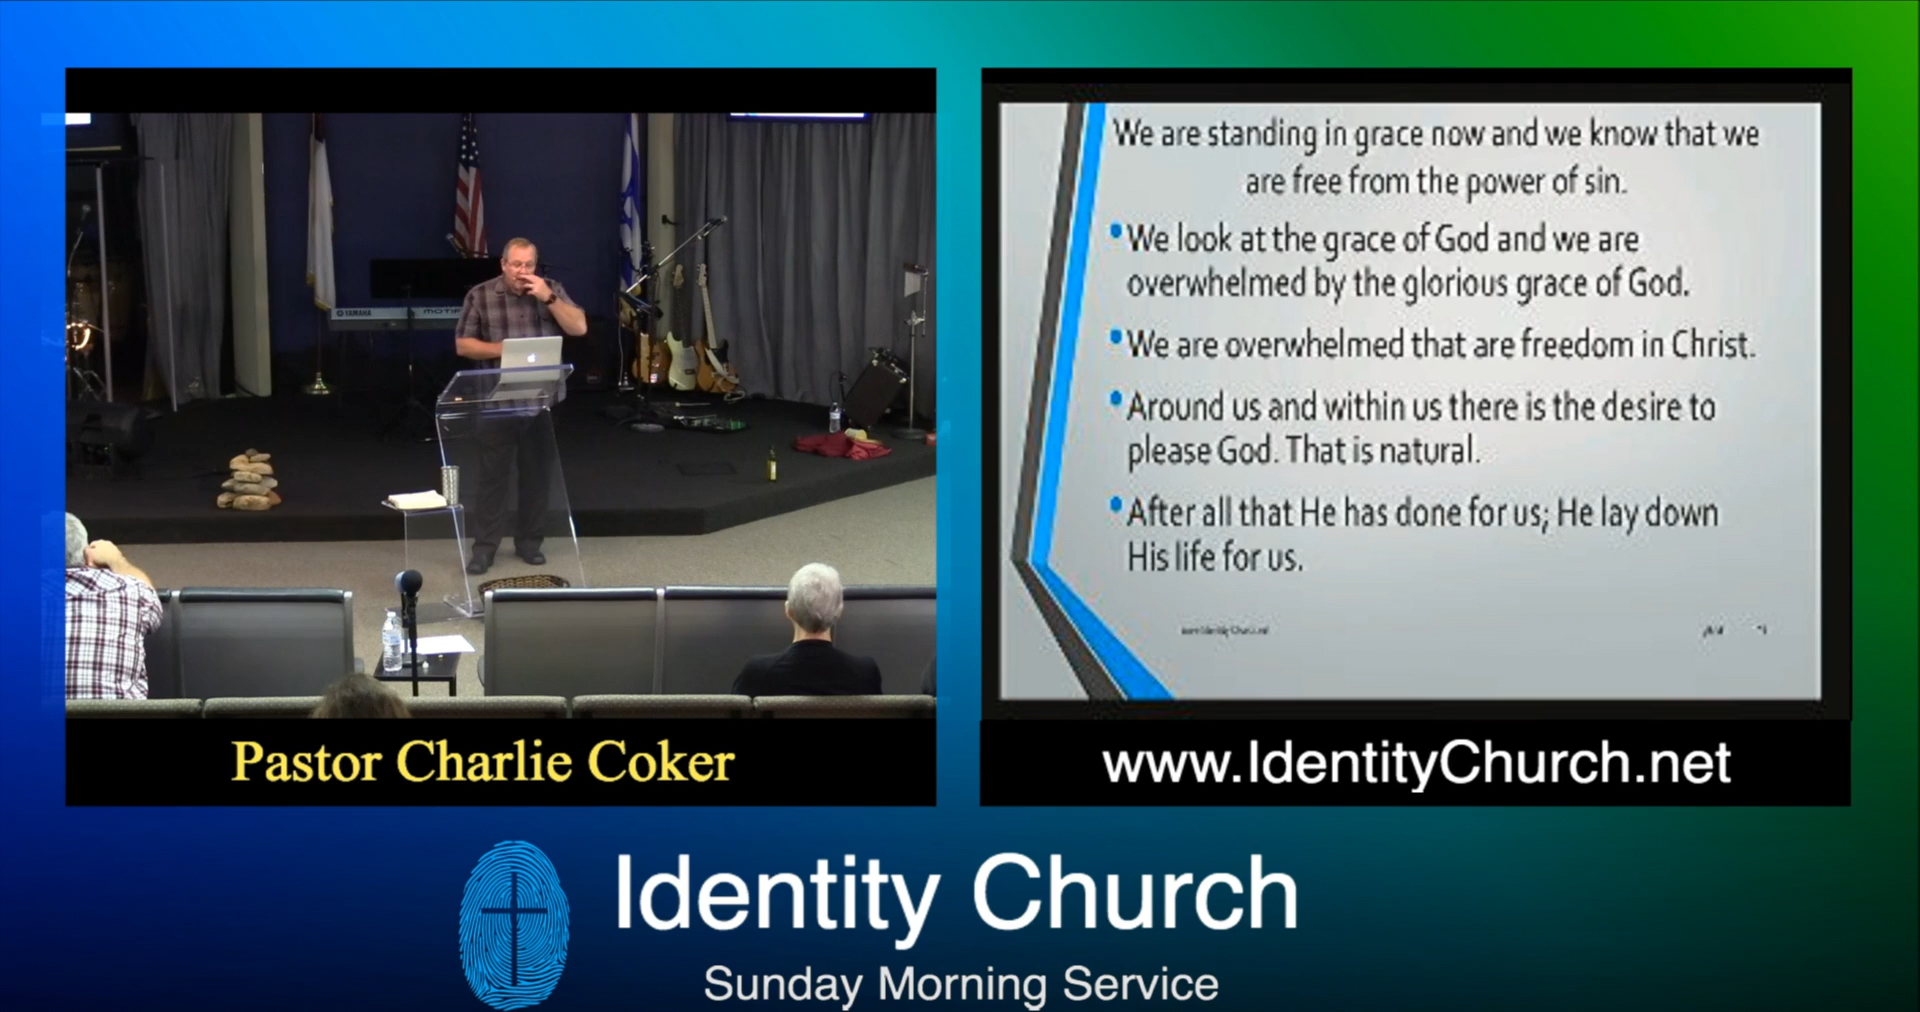 YAMAHA
MOTIF
Pastor Charlie Coker
We are standing in grace now and we know that we
are free from the power of sin.
•We look at the grace of God and we are
overwhelmed by the glorious grace of God.
•We are overwhelmed that are freedom in Christ.
•Around us and within us there is the desire to
please God. That is natural.
•After all that He has done for us; He lay down
His life for us.
www.IdentityChurch.net
Identity Church
Sunday Morning Service